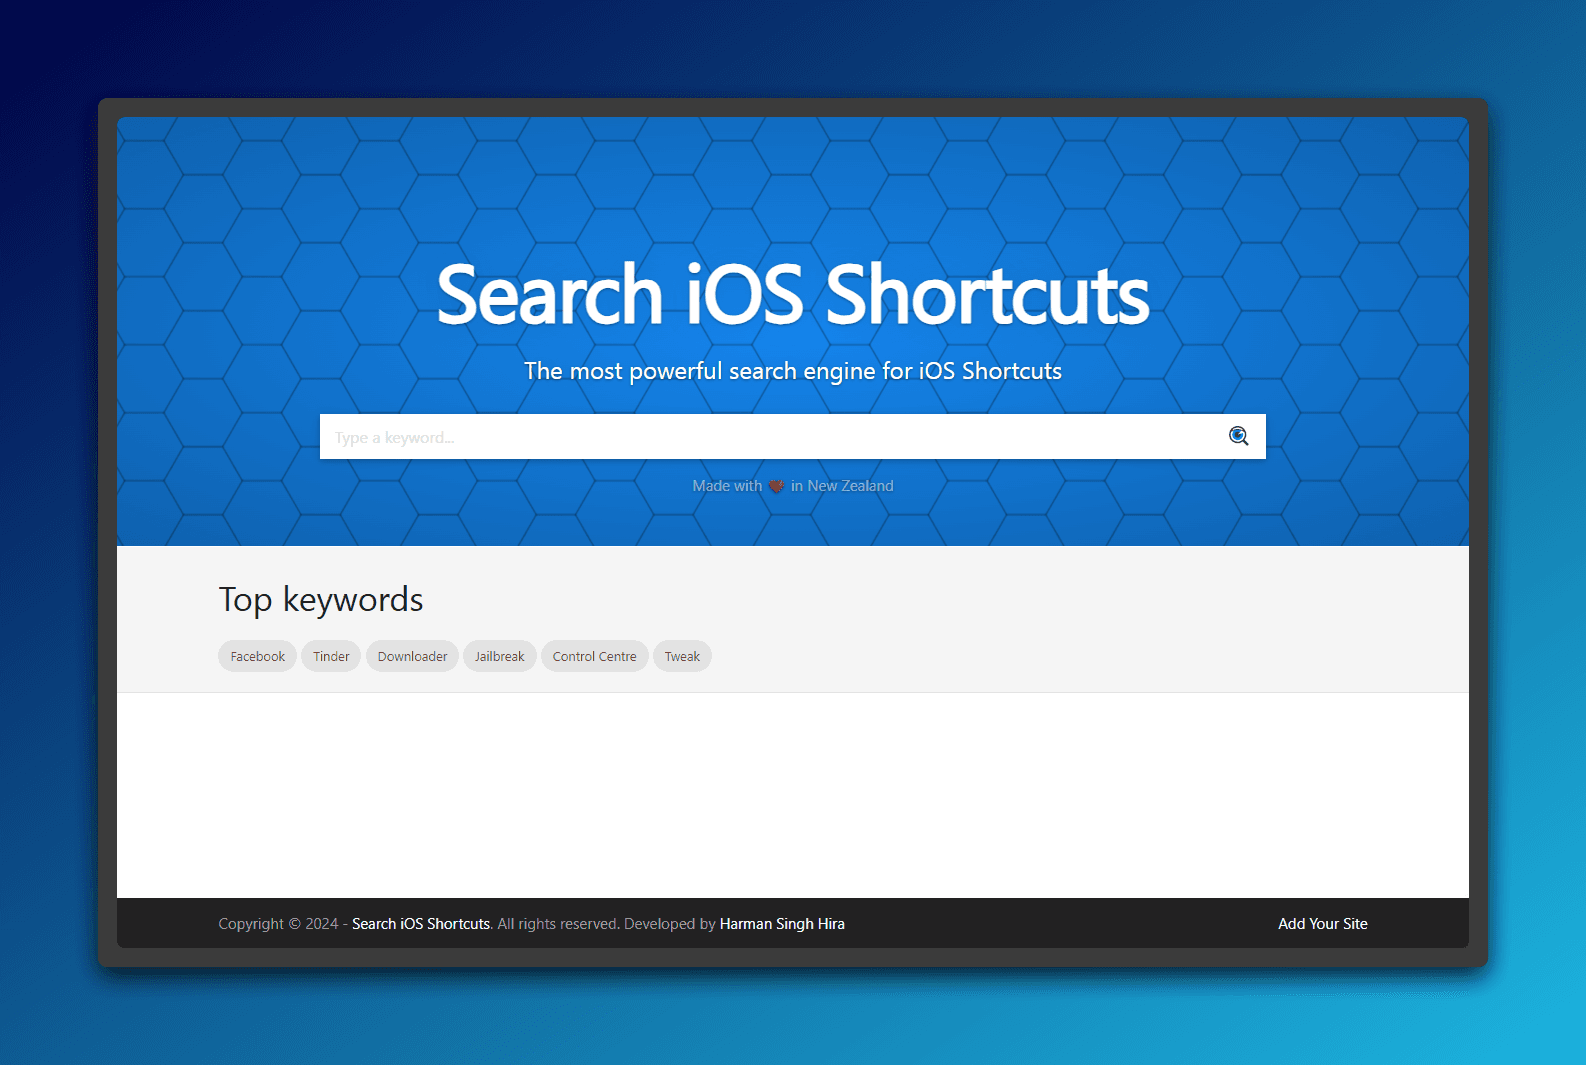 Search iOS Shortcuts
The most powerful search engine for iOS Shortcuts
Type a keyword...
Made with ❤ in New Zealand
Top keywords
Facebook Tinder Downloader Jailbreak Control Centre Tweak
Copyright © 2024 - Search iOS Shortcuts. All rights reserved. Developed by Harman Singh Hira Add Your Site